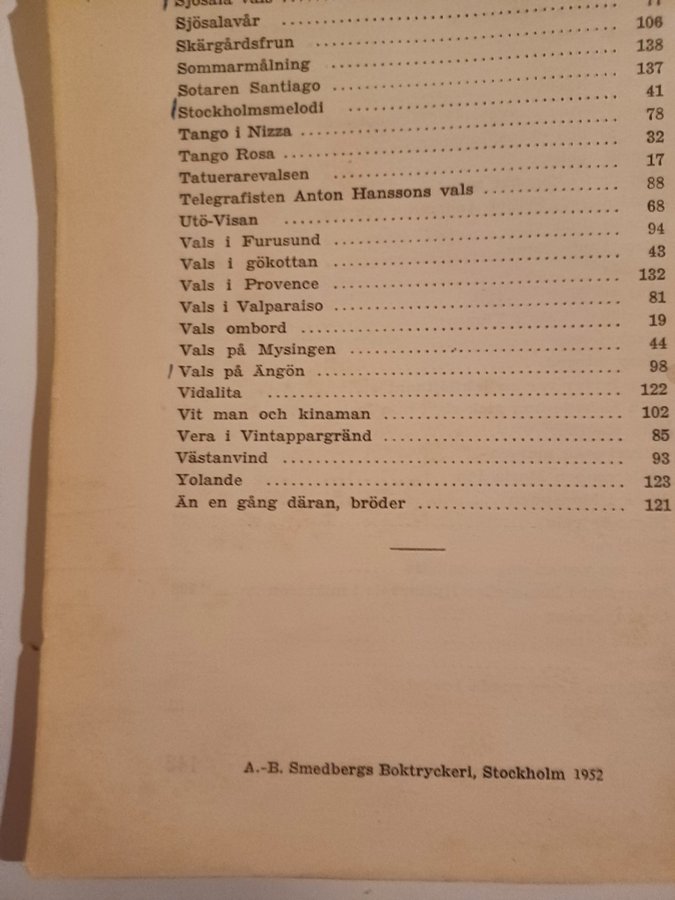 Sjösala vals
Sjösalavår .......... 77
Skärgårdsfrun .......... 106
Sommarmålning .......... 138
Sotaren Santiago .......... 137
Stockholmsmelodi .......... 41
Tango i Nizza .......... 78
Tango Rosa .......... 32
Tatuerarevalsen .......... 17
Telegrafisten Anton Hanssons vals .......... 88
Utö-Visan .......... 68
Vals i Furusund .......... 94
Vals i gökottan .......... 43
Vals i Provence .......... 132
Vals i Valparaiso .......... 81
Vals ombord .......... 19
Vals på Mysingen .......... 44
Vals på Ängön .......... 98
Vidalita .......... 122
Vit man och kinaman .......... 102
Vera i Vintappargränd .......... 85
Västanvind .......... 93
Yolande .......... 123
Än en gång däran, bröder .......... 121
A.-B. Smedbergs Boktryckeri, Stockholm 1952